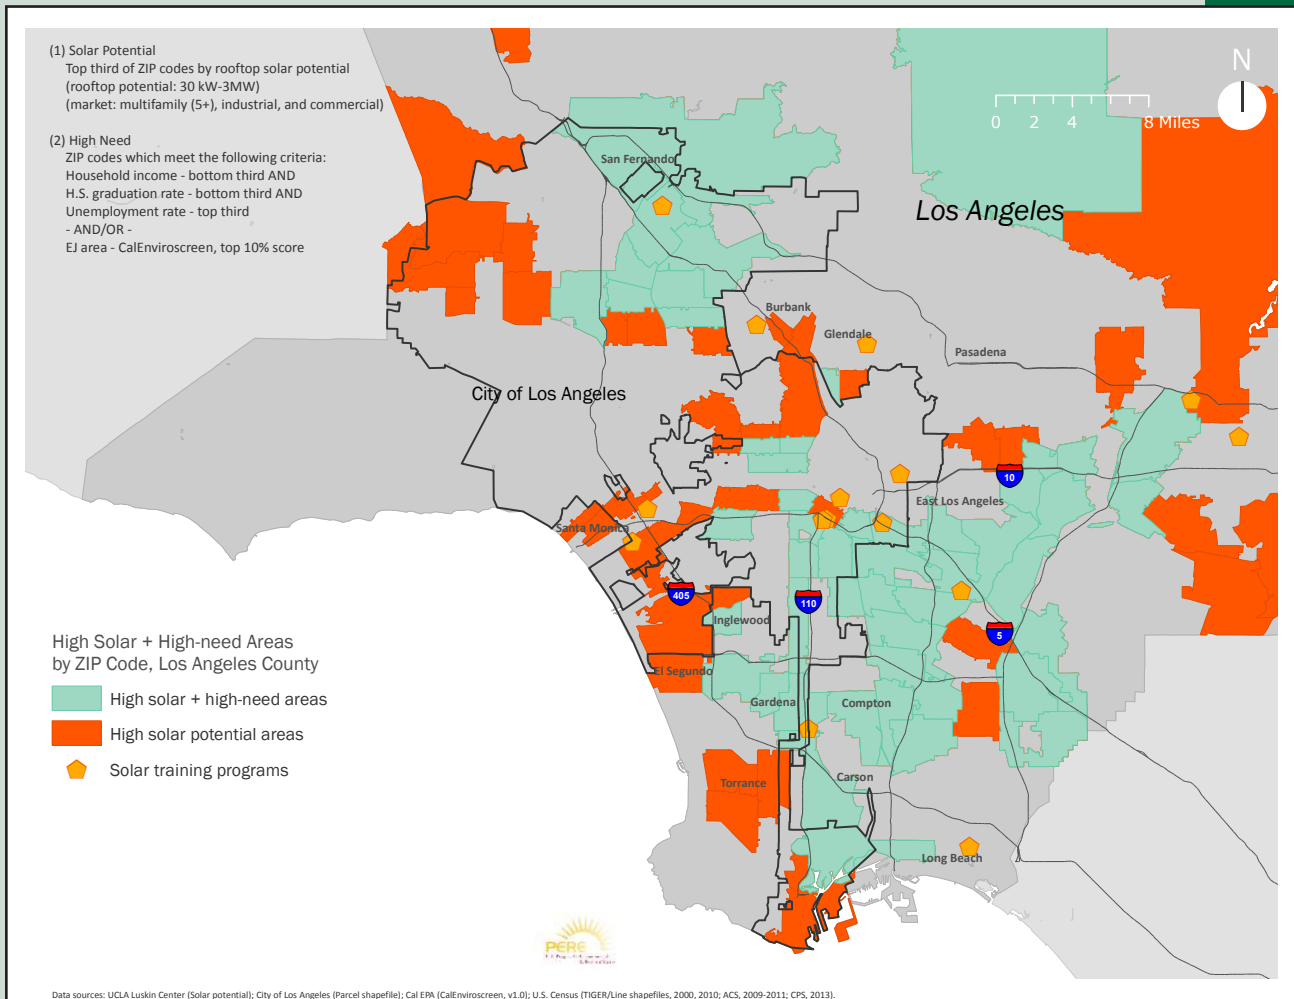 (1) Solar Potential
Top third of ZIP codes by rooftop solar potential
(rooftop potential: 30 kW-3MW)
(market: multifamily (5+), industrial, and commercial)
(2) High Need
ZIP codes which meet the following criteria:
Household income - bottom third AND
H.S. graduation rate - bottom third AND
Unemployment rate - top third
- AND/OR -
EJ area - CalEnviroscreen, top 10% score
N
0 2 4 8 Miles
Los Angeles
San Fernando
Burbank
Glendale
Pasadena
City of Los Angeles
10
East Los Angeles
Santa Monica
405
110
Inglewood
5
El Segundo
Gardena
Compton
Torrance
Carson
Long Beach
High Solar + High-need Areas
by ZIP Code, Los Angeles County
High solar + high-need areas
High solar potential areas
Solar training programs
PERE
Data sources: UCLA Luskin Center (Solar potential); City of Los Angeles (Parcel shapefile); Cal EPA (CalEnviroscreen, v1.0); U.S. Census (TIGER/Line shapefiles, 2000, 2010; ACS, 2009-2011; CPS, 2013).